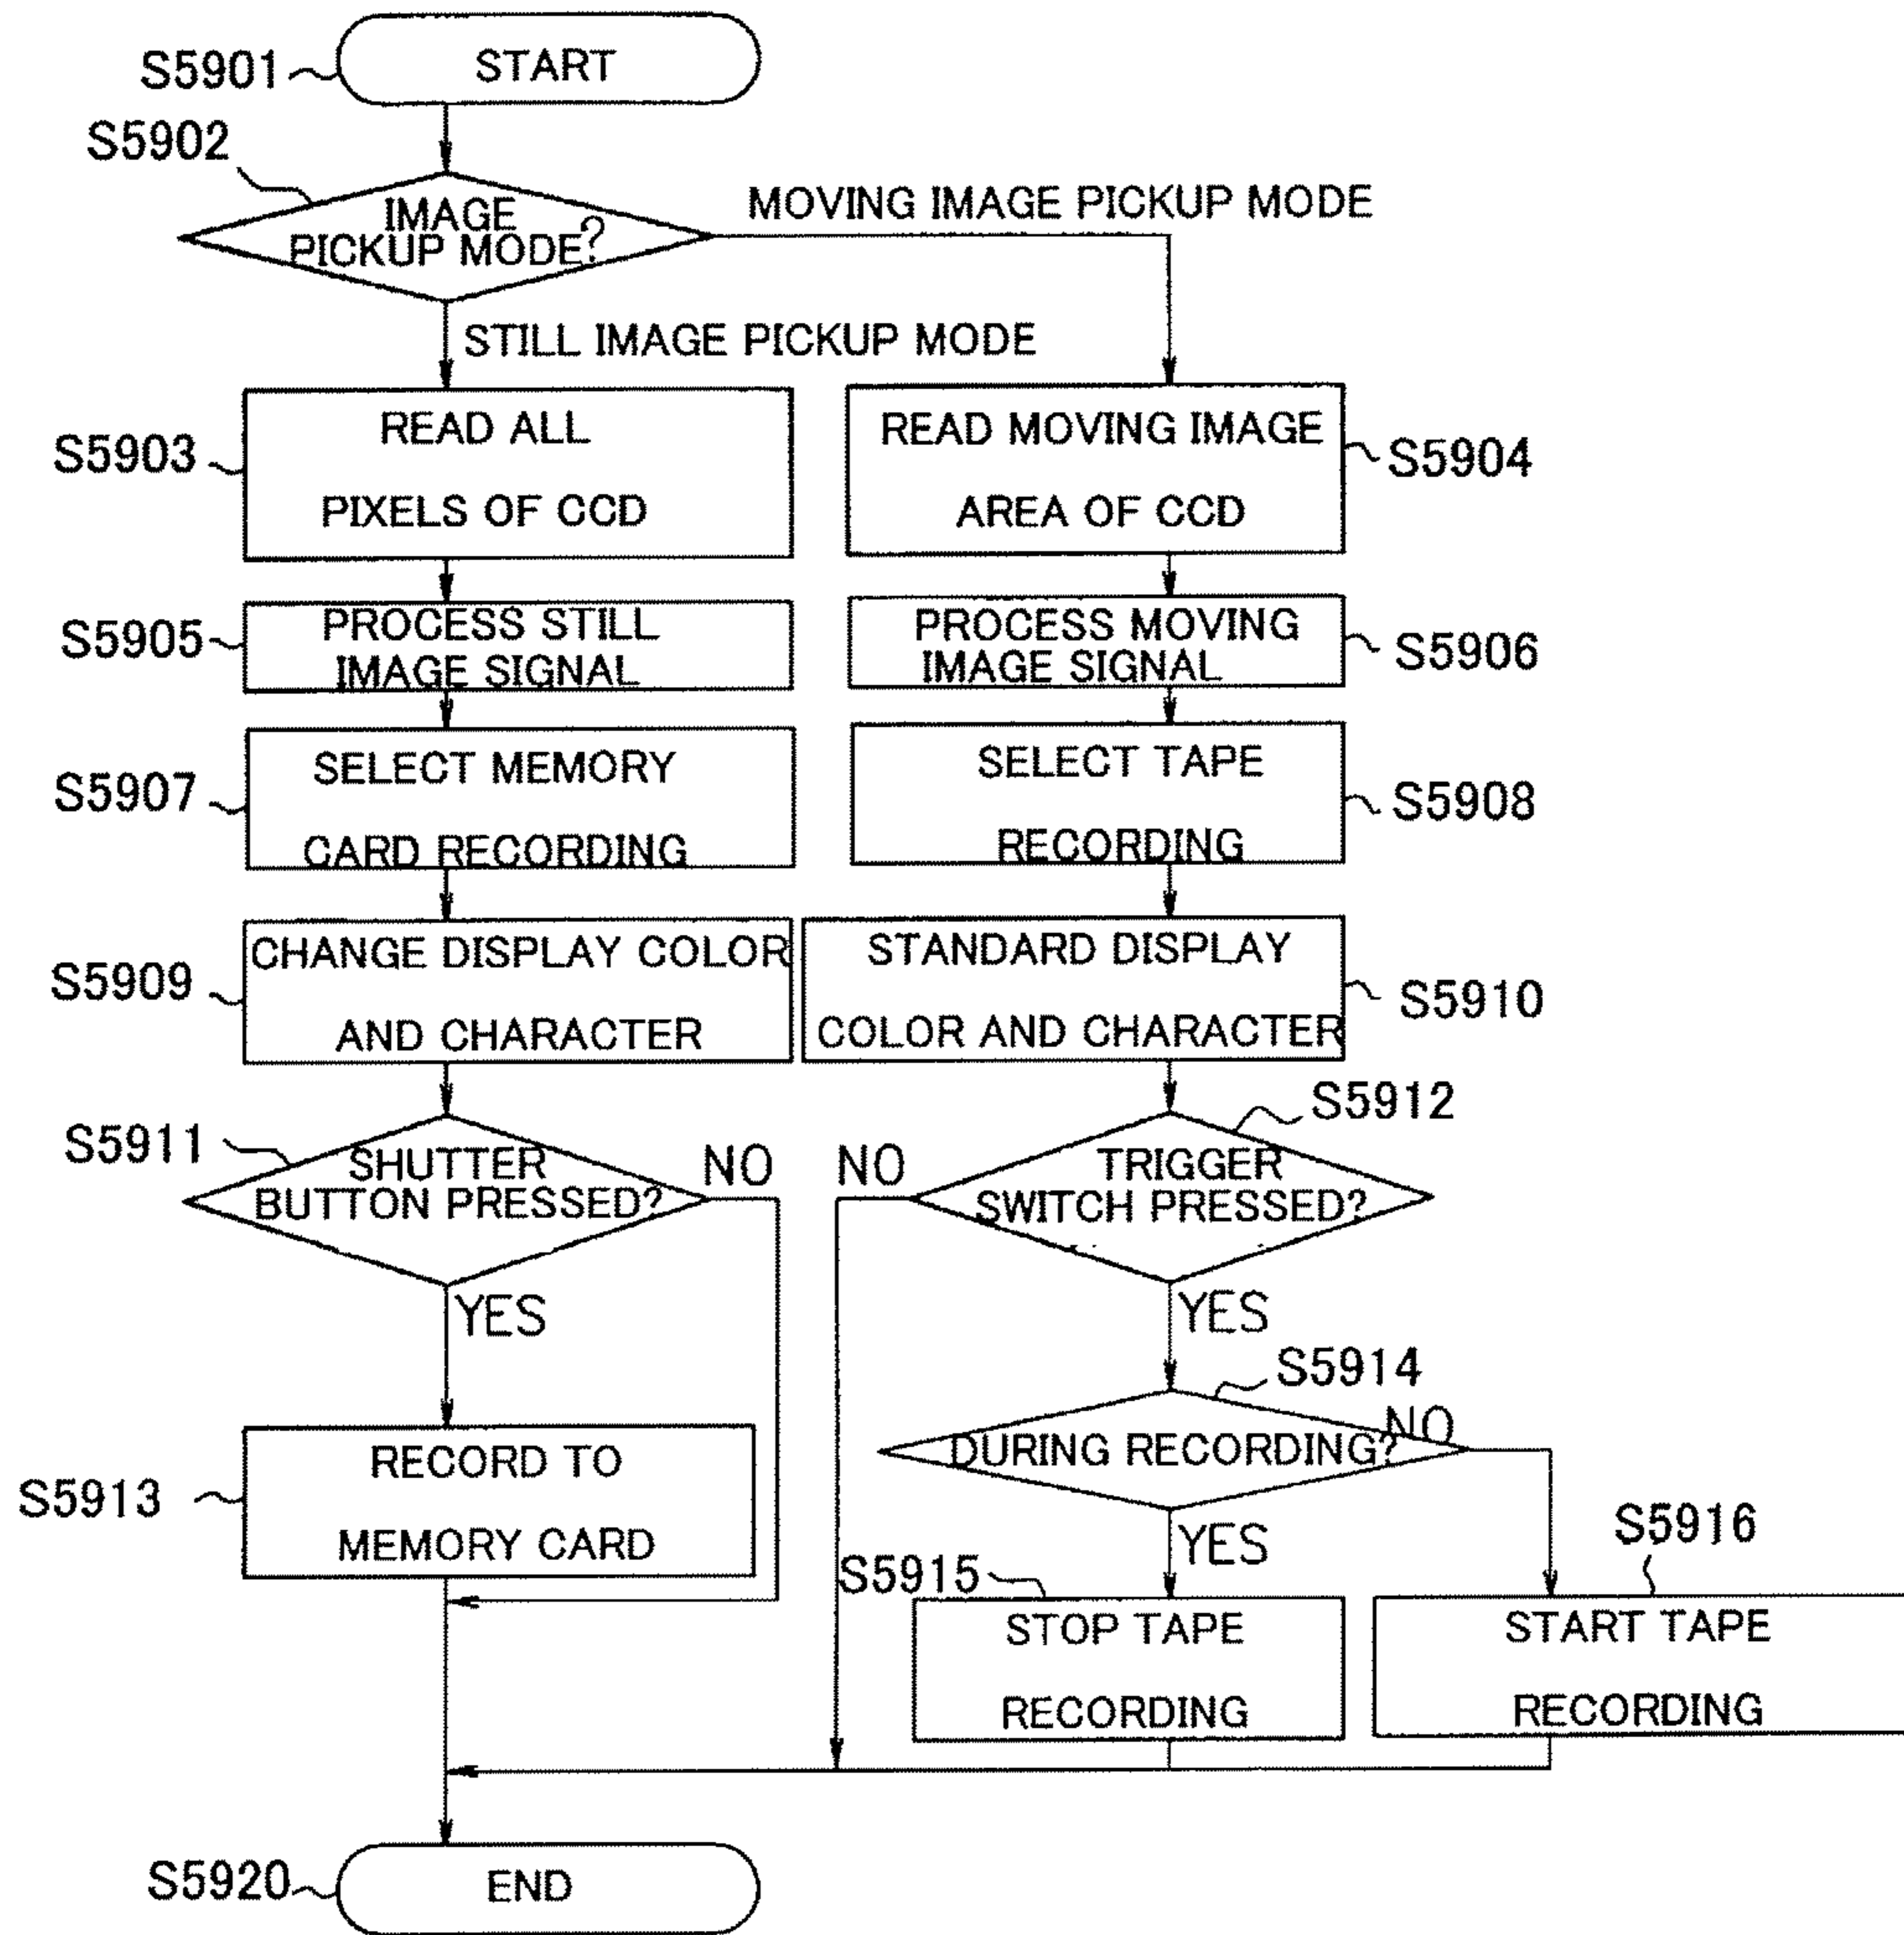 S5901
START
S5902
IMAGE
PICKUP MODE?
MOVING IMAGE PICKUP MODE
STILL IMAGE PICKUP MODE
S5903
READ ALL
PIXELS OF CCD
READ MOVING IMAGE
AREA OF CCD
S5904
S5905
PROCESS STILL
IMAGE SIGNAL
PROCESS MOVING
IMAGE SIGNAL
S5906
S5907
SELECT MEMORY
CARD RECORDING
SELECT TAPE
RECORDING
S5908
S5909
CHANGE DISPLAY COLOR
AND CHARACTER
STANDARD DISPLAY
COLOR AND CHARACTER
S5910
S5911
SHUTTER
BUTTON PRESSED?
NO
YES
S5912
NO
TRIGGER
SWITCH PRESSED?
YES
S5913
RECORD TO
MEMORY CARD
S5914
DURING RECORDING?
NO
YES
S5915
STOP TAPE
RECORDING
S5916
START TAPE
RECORDING
S5920
END